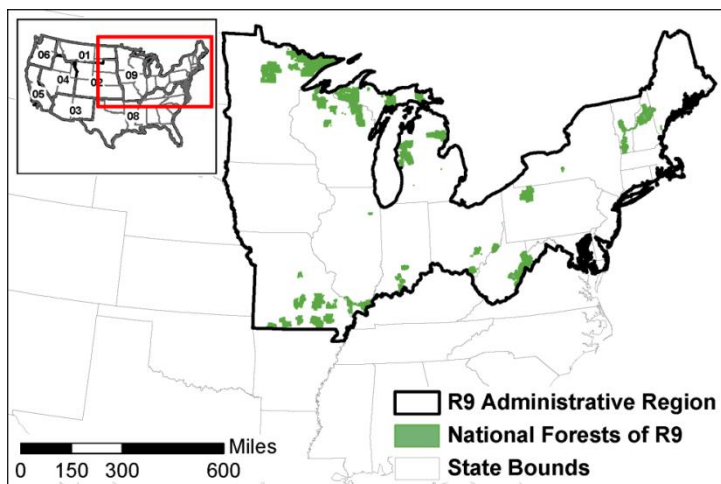 06 01 09
04 02
05 03 08
R9 Administrative Region
National Forests of R9
State Bounds
Miles
0 150 300 600